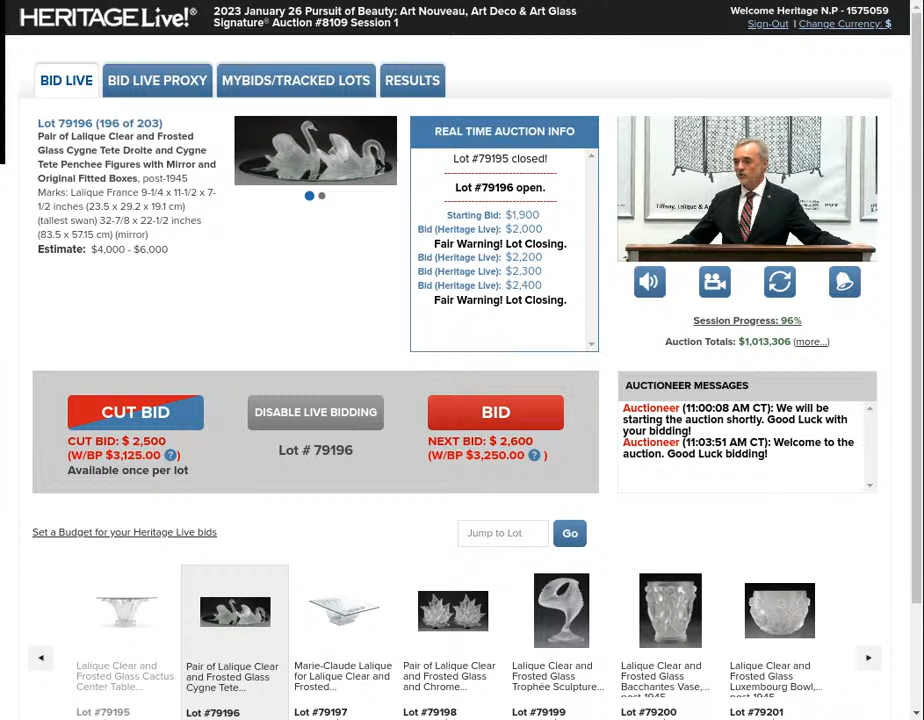 HERITAGE Live!®
2023 January 26 Pursuit of Beauty: Art Nouveau, Art Deco & Art Glass
Signature® Auction #8109 Session 1
Welcome Heritage N.P - 1575059
Sign-Out | Change Currency: $
BID LIVE
BID LIVE PROXY
MYBIDS/TRACKED LOTS
RESULTS
Lot 79196 (196 of 203)
Pair of Lalique Clear and Frosted
Glass Cygne Tete Droite and Cygne
Tete Penchee Figures with Mirror and
Original Fitted Boxes, post-1945
Marks: Lalique France 9-1/4 x 11-1/2 x 7-
1/2 inches (23.5 x 29.2 x 19.1 cm)
(tallest swan) 32-7/8 x 22-1/2 inches
(83.5 x 57.15 cm) (mirror)
Estimate: $4,000 - $6,000
REAL TIME AUCTION INFO
Lot #79195 closed!
Lot #79196 open.
Starting Bid: $1,900
Bid (Heritage Live): $2,000
Fair Warning! Lot Closing.
Bid (Heritage Live): $2,200
Bid (Heritage Live): $2,300
Bid (Heritage Live): $2,400
Fair Warning! Lot Closing.
Tiffany, Lalique &
Session Progress: 96%
Auction Totals: $1,013,306 (more...)
CUT BID
CUT BID: $ 2,500
(W/BP $3,125.00 ?)
Available once per lot
DISABLE LIVE BIDDING
Lot # 79196
BID
NEXT BID: $ 2,600
(W/BP $3,250.00 ? )
AUCTIONEER MESSAGES
Auctioneer (11:00:08 AM CT): We will be
starting the auction shortly. Good Luck with
your bidding!
Auctioneer (11:03:51 AM CT): Welcome to the
auction. Good Luck bidding!
Set a Budget for your Heritage Live bids
Jump to Lot
Go
Lalique Clear and
Frosted Glass Cactus
Center Table...
Lot #79195
Pair of Lalique Clear
and Frosted Glass
Cygne Tete...
Lot #79196
Marie-Claude Lalique
for Lalique Clear and
Frosted...
Lot #79197
Pair of Lalique Clear
and Frosted Glass
and Chrome...
Lot #79198
Lalique Clear and
Frosted Glass
Trophée Sculpture...
Lot #79199
Lalique Clear and
Frosted Glass
Bacchantes Vase,...
post-1945
Lot #79200
Lalique Clear and
Frosted Glass
Luxembourg Bowl,...
post-1945
Lot #79201